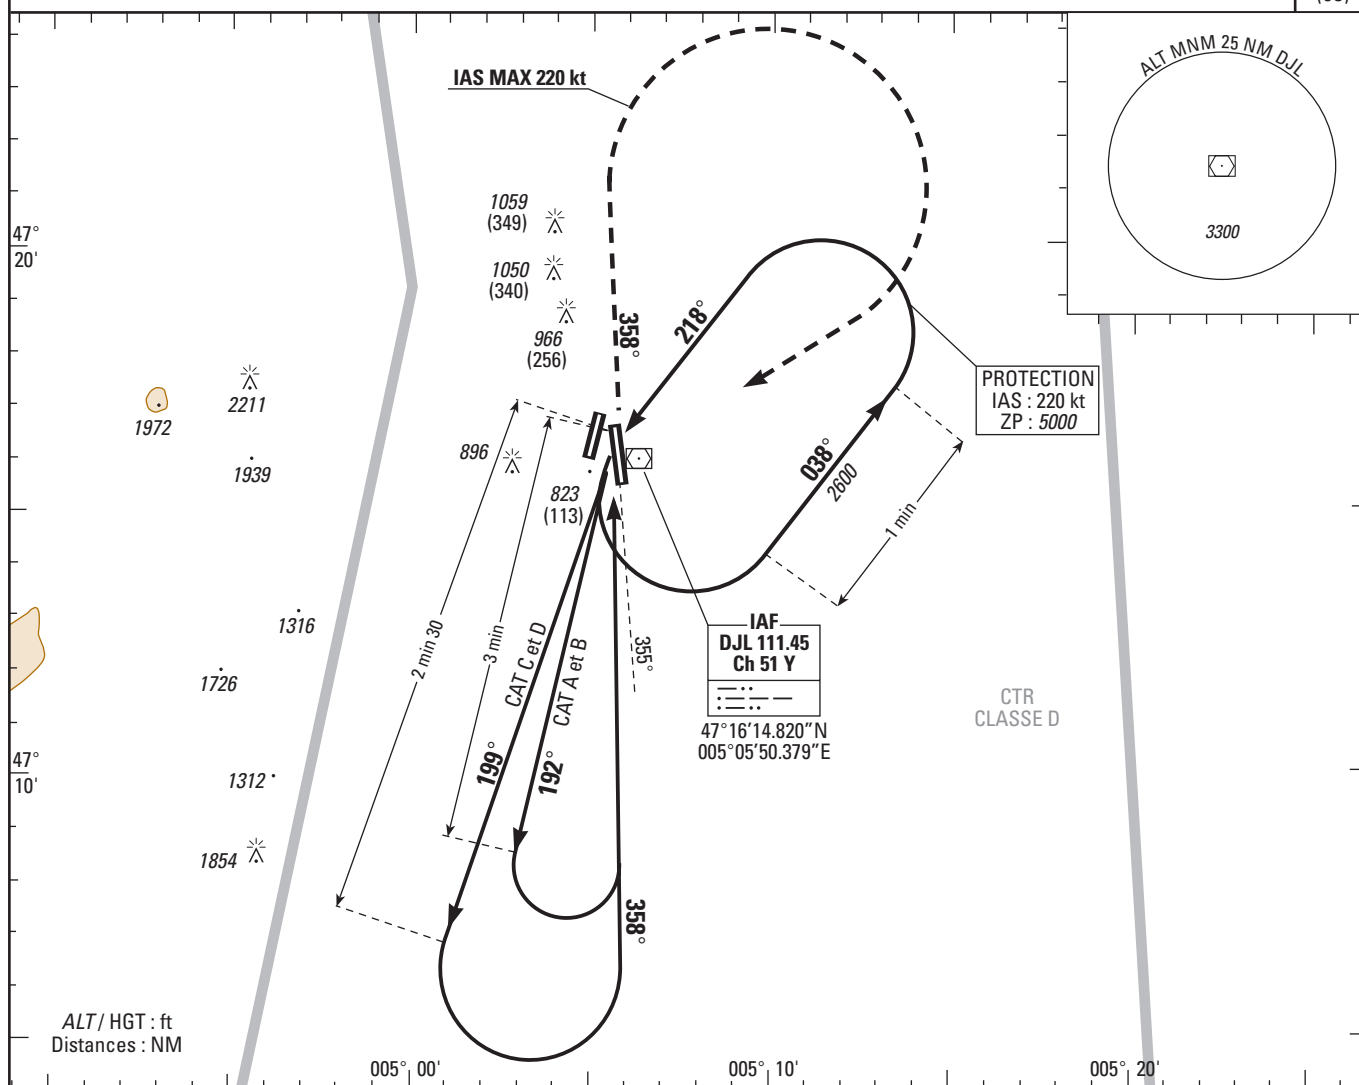 ALT MNM 25 NM DJL
3300
IAS MAX 220 kt
1059
(349)
47°
20'
1050
(340)
966
(256)
358°
218°
PROTECTION
IAS : 220 kt
ZP : 5000
2211
1972
896
1939
823
(113)
038°
2600
1 min
1316
2 min 30
3 min
CAT C et D
CAT A et B
355°
IAF
DJL 111.45
Ch 51 Y
47°16'14.820"N
005°05'50.379"E
1726
CTR
CLASSE D
47°
10'
1312
199°
192°
1854
358°
ALT / HGT : ft
Distances : NM
005° 00'
005° 10'
005° 20'